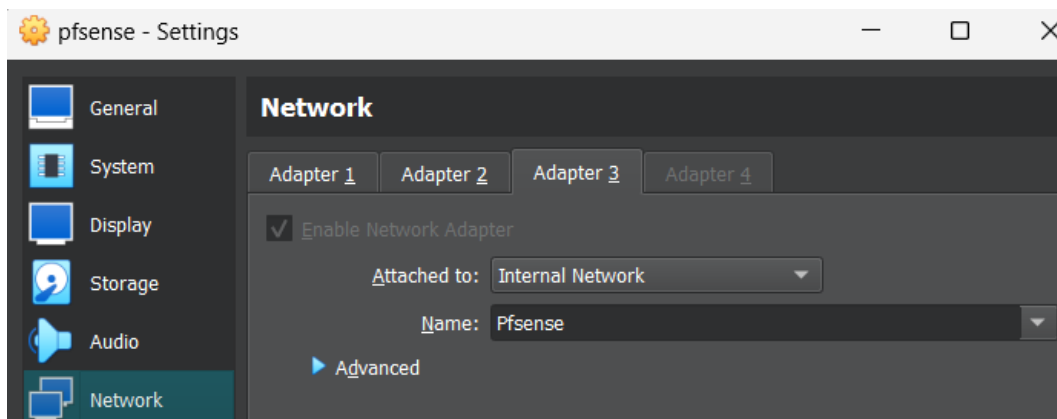 pfsense - Settings
General
Network
System
Adapter 1
Adapter 2
Adapter 3
Adapter 4
Display
Enable Network Adapter
Attached to: Internal Network
Storage
Name: Pfsense
Audio
Advanced
Network